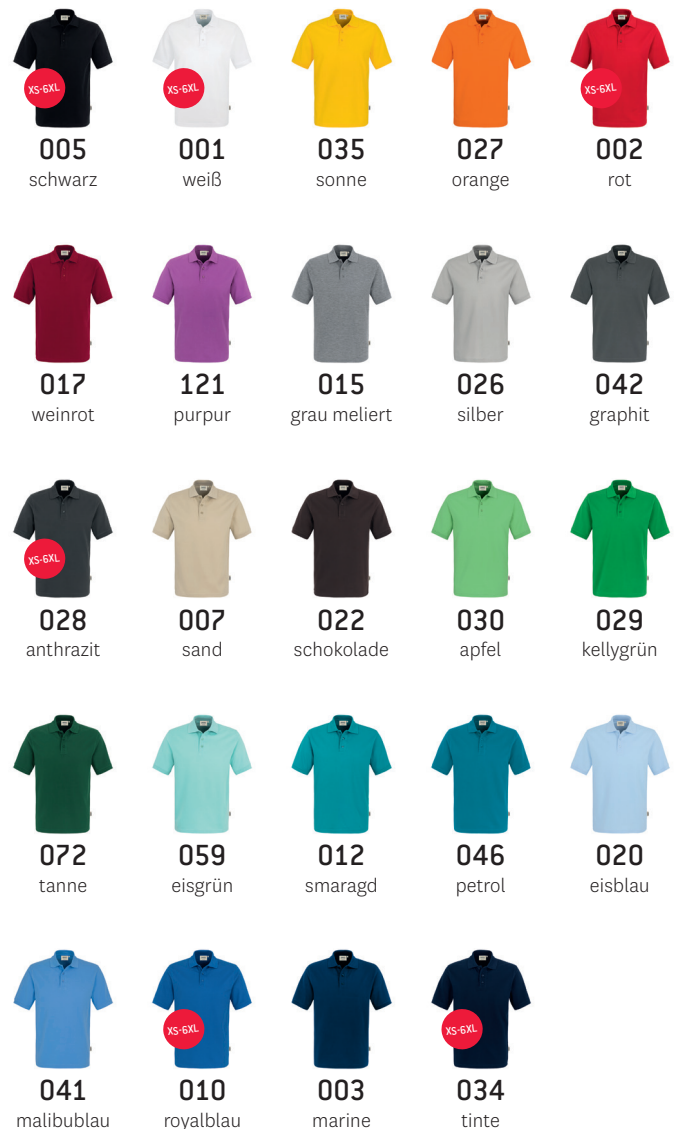 XS-6XL
XS-6XL
XS-6XL
005 001 035 027 002
schwarz weiß sonne orange rot
017 121 015 026 042
weinrot purpur grau meliert silber graphit
XS-6XL
028 007 022 030 029
anthrazit sand schokolade apfel kellygrün
072 059 012 046 020
tanne eisgrün smaragd petrol eisblau
XS-6XL
XS-6XL
041 010 003 034
malibublau royalblau marine tinte